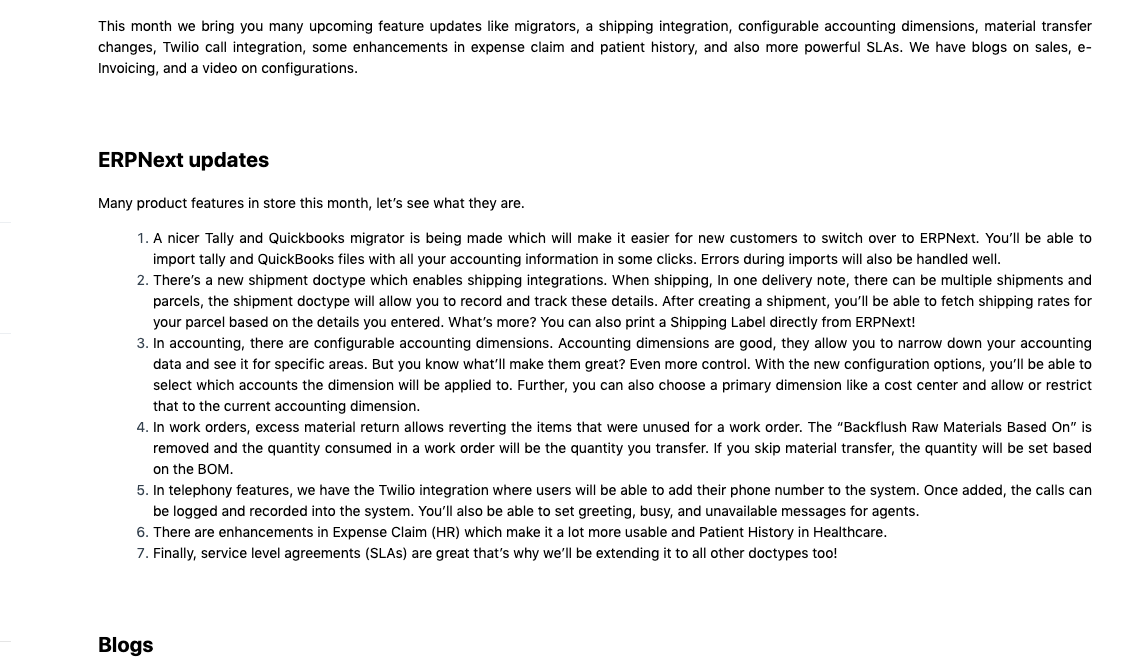 This month we bring you many upcoming feature updates like migrators, a shipping integration, configurable accounting dimensions, material transfer
changes, Twilio call integration, some enhancements in expense claim and patient history, and also more powerful SLAs. We have blogs on sales, e-
Invoicing, and a video on configurations.
ERPNext updates
Many product features in store this month, let’s see what they are.
1. A nicer Tally and Quickbooks migrator is being made which will make it easier for new customers to switch over to ERPNext. You’ll be able to
import tally and QuickBooks files with all your accounting information in some clicks. Errors during imports will also be handled well.
2. There’s a new shipment doctype which enables shipping integrations. When shipping, In one delivery note, there can be multiple shipments and
parcels, the shipment doctype will allow you to record and track these details. After creating a shipment, you’ll be able to fetch shipping rates for
your parcel based on the details you entered. What’s more? You can also print a Shipping Label directly from ERPNext!
3. In accounting, there are configurable accounting dimensions. Accounting dimensions are good, they allow you to narrow down your accounting
data and see it for specific areas. But you know what’ll make them great? Even more control. With the new configuration options, you’ll be able to
select which accounts the dimension will be applied to. Further, you can also choose a primary dimension like a cost center and allow or restrict
that to the current accounting dimension.
4. In work orders, excess material return allows reverting the items that were unused for a work order. The “Backflush Raw Materials Based On” is
removed and the quantity consumed in a work order will be the quantity you transfer. If you skip material transfer, the quantity will be set based
on the BOM.
5. In telephony features, we have the Twilio integration where users will be able to add their phone number to the system. Once added, the calls can
be logged and recorded into the system. You’ll also be able to set greeting, busy, and unavailable messages for agents.
6. There are enhancements in Expense Claim (HR) which make it a lot more usable and Patient History in Healthcare.
7. Finally, service level agreements (SLAs) are great that’s why we’ll be extending it to all other doctypes too!
Blogs